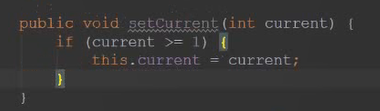 public void setCurrent(int current) {
    if (current >= 1) {
        this.current = current;
    }
}